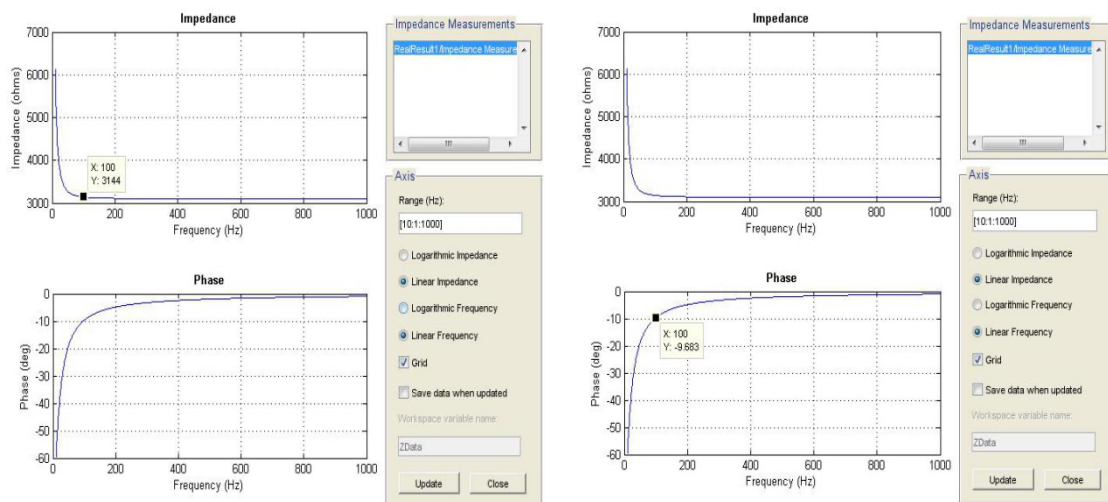 Impedance
7000
6000
5000
4000
3000
0
200
400
600
800
1000
Impedance (ohms)
Frequency (Hz)
X: 100
Y: 3144
Phase
0
-10
-20
-30
-40
-50
-60
0
200
400
600
800
1000
Phase (deg)
Frequency (Hz)
Impedance Measurements
RealResult1/Impedance Measure
Axis
Range (Hz):
[10:1:1000]
Logarithmic Impedance
Linear Impedance
Logarithmic Frequency
Linear Frequency
Grid
Save data when updated
Workspace variable name:
ZData
Update
Close
Impedance
7000
6000
5000
4000
3000
0
200
400
600
800
1000
Impedance (ohms)
Frequency (Hz)
Phase
0
-10
-20
-30
-40
-50
-60
0
200
400
600
800
1000
Phase (deg)
Frequency (Hz)
X: 100
Y: -9.683
Impedance Measurements
RealResult1/Impedance Measure
Axis
Range (Hz):
[10:1:1000]
Logarithmic Impedance
Linear Impedance
Logarithmic Frequency
Linear Frequency
Grid
Save data when updated
Workspace variable name:
ZData
Update
Close